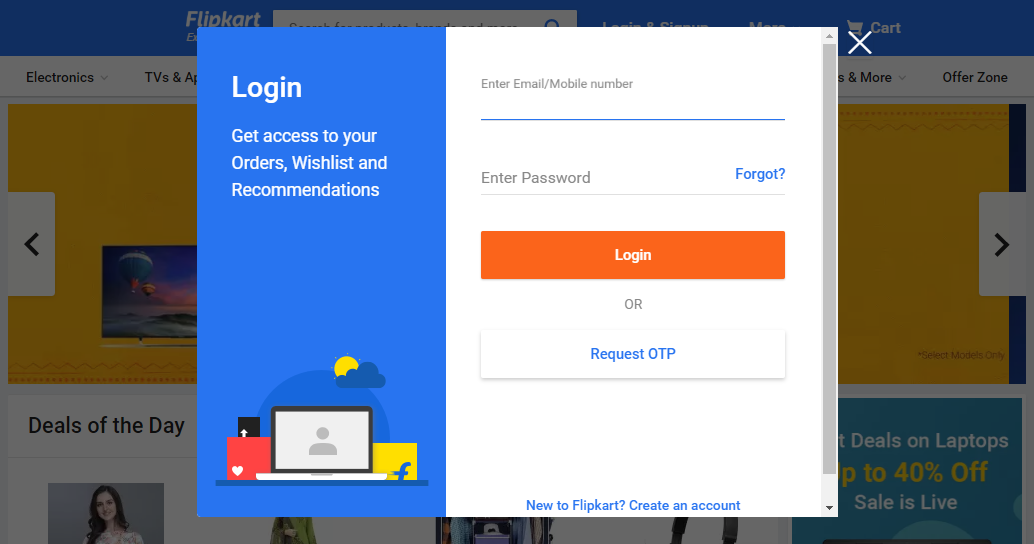 Flipkart
Search for products, brands and more
Login & Signup
More
Cart
Electronics
TVs &
s & More
Offer Zone
Login
Get access to your
Orders, Wishlist and
Recommendations
Enter Email/Mobile number
Enter Password
Forgot?
Login
OR
Request OTP
New to Flipkart? Create an account
*Select Models Only
Deals of the Day
t Deals on Laptops
Up to 40% Off
Sale is Live